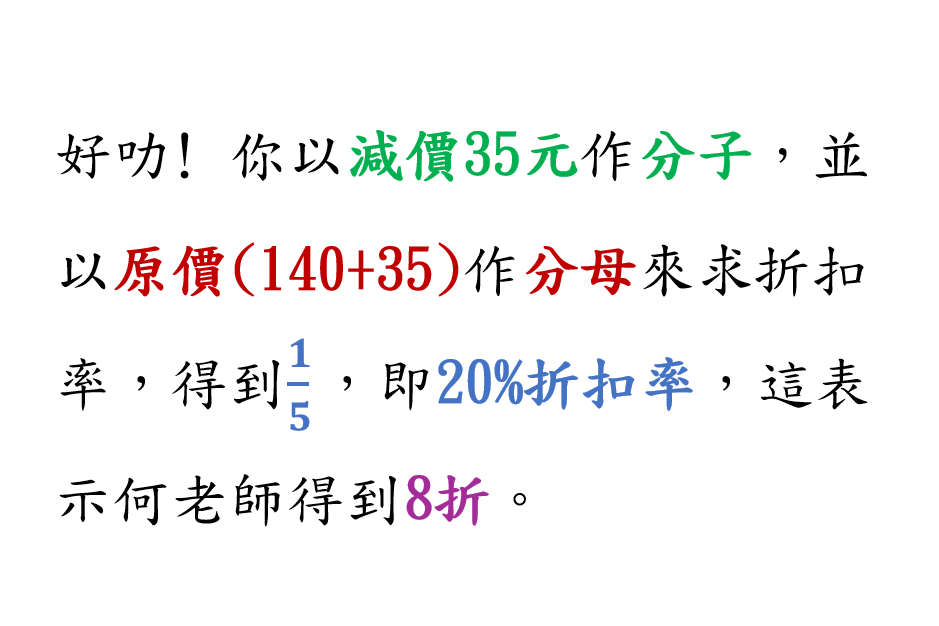 好叻！你以減價35元作分子，並
以原價(140+35)作分母來求折扣
率，得到1/5，即20%折扣率，這表
示何老師得到8折。